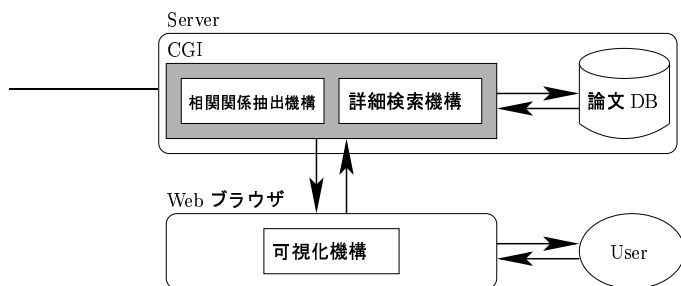 Server
CGI
相関関係抽出機構
詳細検索機構
論文 DB
Web ブラウザ
可視化機構
User